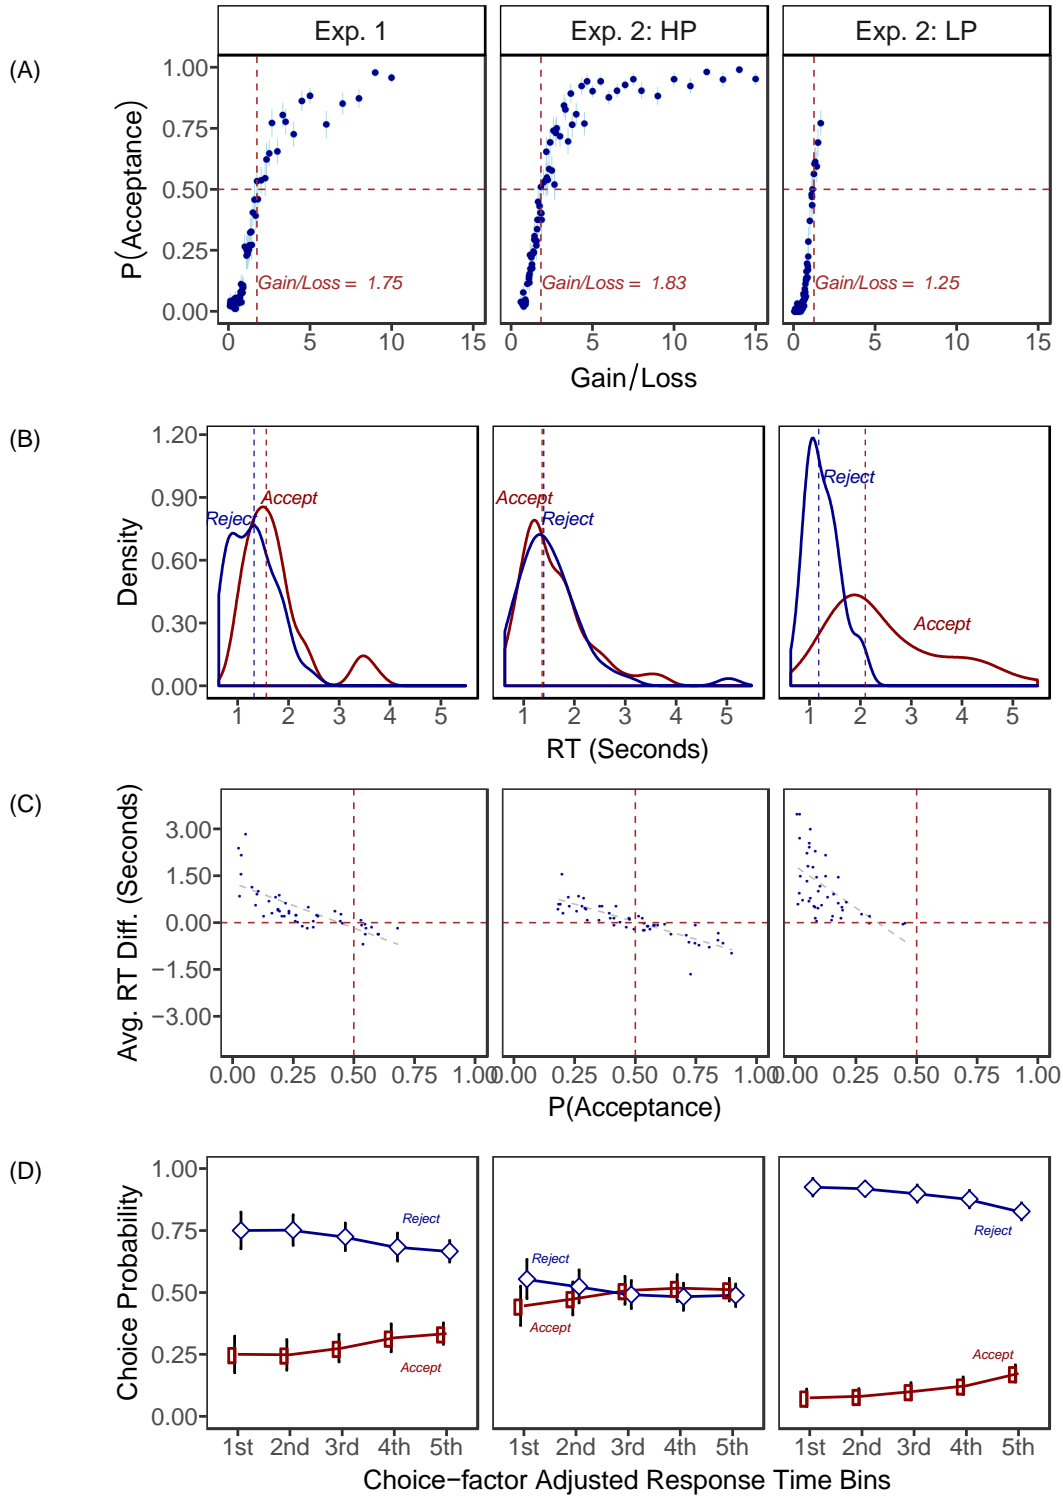 Exp. 1
Exp. 2: HP
Exp. 2: LP
(A)
P(Acceptance)
1.00
0.75
0.50
0.25
0.00
Gain/Loss = 1.75
Gain/Loss = 1.83
Gain/Loss = 1.25
0 5 10 15
0 5 10 15
0 5 10 15
Gain/Loss
(B)
Density
1.20
0.90
0.60
0.30
0.00
Reject
Accept
Accept
Reject
Reject
Accept
1 2 3 4 5
1 2 3 4 5
1 2 3 4 5
RT (Seconds)
(C)
Avg. RT Diff. (Seconds)
3.00
1.50
0.00
−1.50
−3.00
0.00 0.25 0.50 0.75 1.00
0.00 0.25 0.50 0.75 1.00
0.00 0.25 0.50 0.75 1.00
P(Acceptance)
(D)
Choice Probability
1.00
0.75
0.50
0.25
0.00
Reject
Accept
Reject
Accept
Reject
Accept
1st 2nd 3rd 4th 5th
1st 2nd 3rd 4th 5th
1st 2nd 3rd 4th 5th
Choice−factor Adjusted Response Time Bins